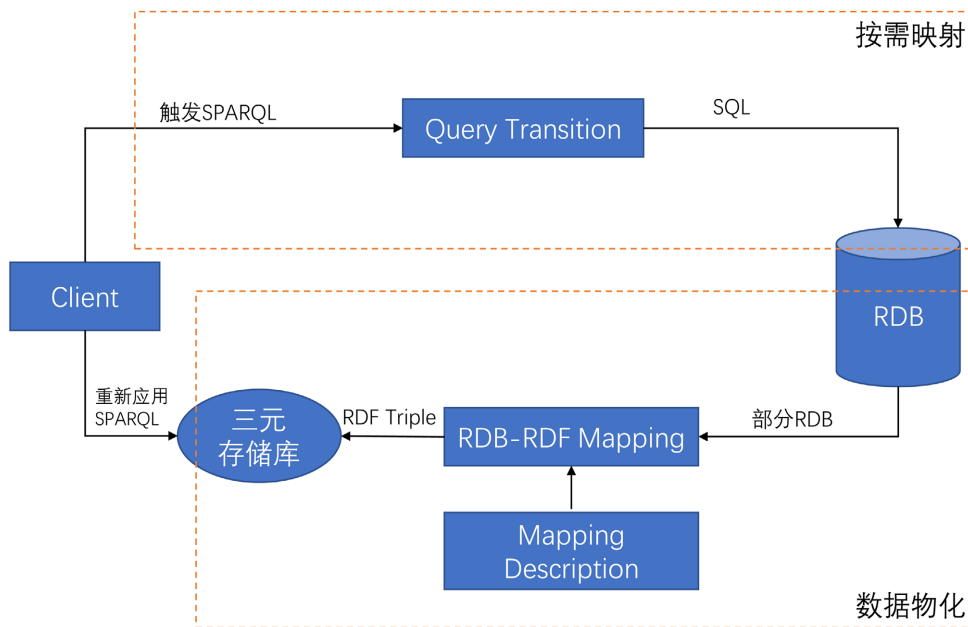 按需映射
触发SPARQL
Query Transition
SQL
Client
RDB
重新应用
SPARQL
三元
存储库
RDF Triple
RDB-RDF Mapping
部分RDB
Mapping
Description
数据物化